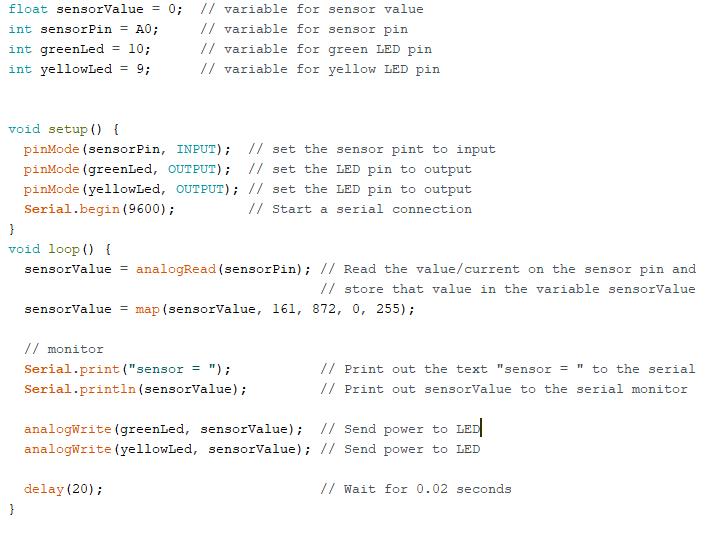 float sensorValue = 0;  // variable for sensor value
int sensorPin = A0;     // variable for sensor pin
int greenLed = 10;      // variable for green LED pin
int yellowLed = 9;      // variable for yellow LED pin
void setup() {
  pinMode(sensorPin, INPUT);  // set the sensor pint to input
  pinMode(greenLed, OUTPUT);  // set the LED pin to output
  pinMode(yellowLed, OUTPUT); // set the LED pin to output
  Serial.begin(9600);         // Start a serial connection
}
void loop() {
  sensorValue = analogRead(sensorPin); // Read the value/current on the sensor pin and
                                       // store that value in the variable sensorValue
  sensorValue = map(sensorValue, 161, 872, 0, 255);
  // monitor
  Serial.print("sensor = ");           // Print out the text "sensor = " to the serial
  Serial.println(sensorValue);         // Print out sensorValue to the serial monitor
  analogWrite(greenLed, sensorValue);  // Send power to LED
  analogWrite(yellowLed, sensorValue); // Send power to LED
  delay(20);                           // Wait for 0.02 seconds
}